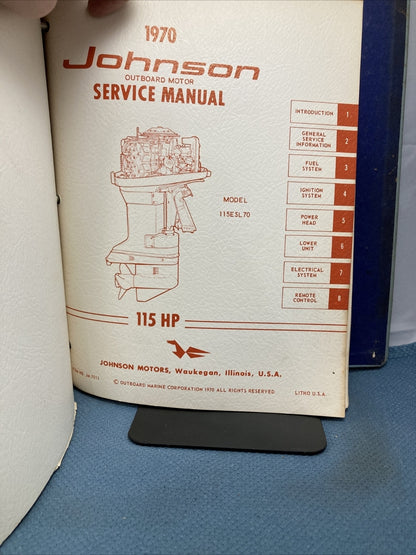 1970
Johnson
OUTBOARD MOTOR
SERVICE MANUAL
INTRODUCTION 1
GENERAL
SERVICE
INFORMATION 2
FUEL
SYSTEM 3
IGNITION
SYSTEM 4
POWER
HEAD 5
LOWER
UNIT 6
ELECTRICAL
SYSTEM 7
REMOTE
CONTROL 8
MODEL
115ESL70
115 HP
JOHNSON MOTORS, Waukegan, Illinois, U.S.A.
© OUTBOARD MARINE CORPORATION 1970 ALL RIGHTS RESERVED
LITHO U.S.A.